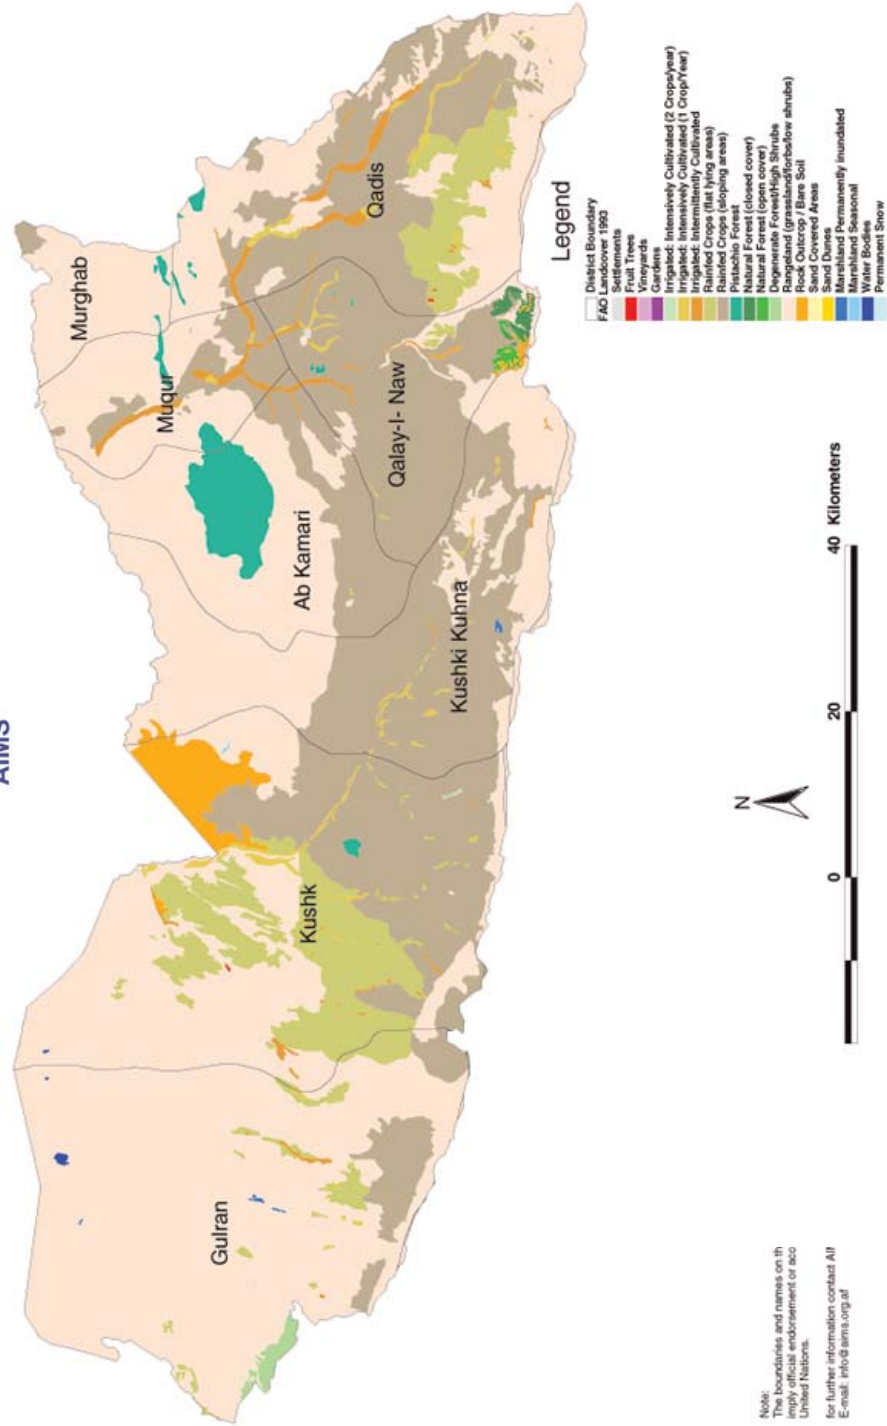 AIMS
Murghab
Muqur
Qadis
Ab Kamari
Qalay-I- Naw
Kushki Kuhna
Kushk
Gulran
Legend
District Boundary
FAO Landcover 1993
Settlements
Fruit Trees
Vineyards
Gardens
Irrigated: Intensively Cultivated (2 Crops/year)
Irrigated: Intensively Cultivated (1 Crop/Year)
Irrigated: Intermittently Cultivated
Rainfed Crops (flat lying areas)
Rainfed Crops (sloping areas)
Pistachio Forest
Natural Forest (closed cover)
Natural Forest (open cover)
Degenerate Forest/High Shrubs
Rangeland (grassland/forbs/low shrubs)
Rock Outcrop / Bare Soil
Sand Covered Areas
Sand Dunes
Marshland Permanently inundated
Marshland Seasonal
Water Bodies
Permanent Snow
N
0 20 40 Kilometers
Note:
The boundaries and names on th
imply official endorsement or acc
United Nations.
for further information contact AIM
E-mail: info@aims.org.af